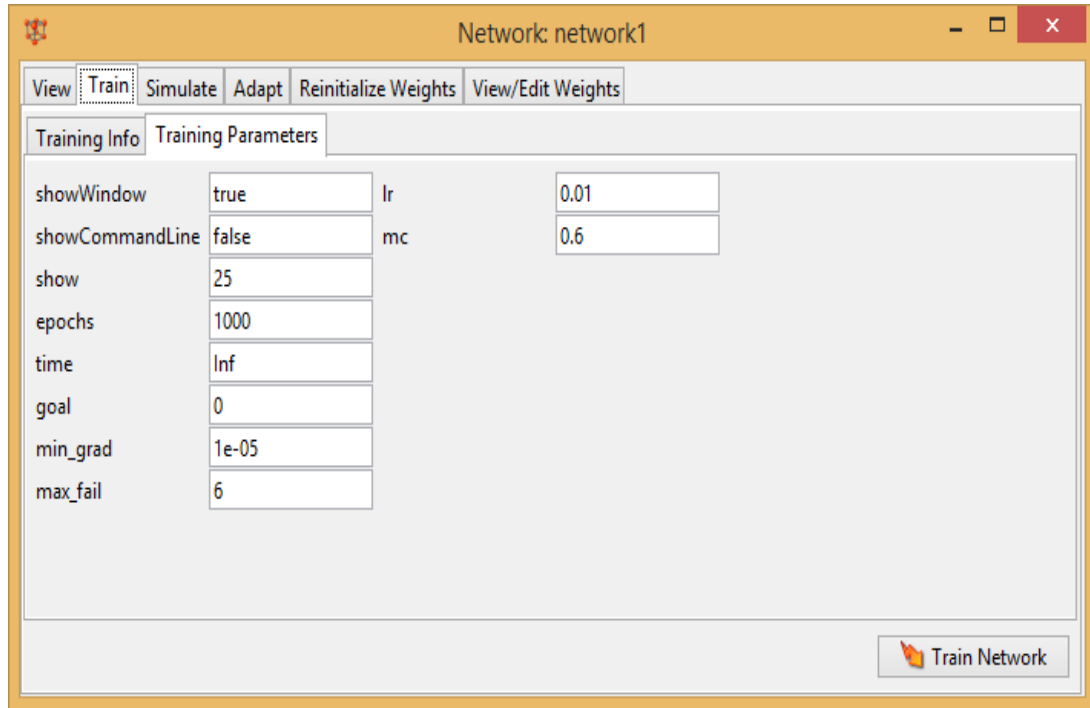 Network: network1
View Train Simulate Adapt Reinitialize Weights View/Edit Weights
Training Info Training Parameters
showWindow true lr 0.01
showCommandLine false mc 0.6
show 25
epochs 1000
time Inf
goal 0
min_grad 1e-05
max_fail 6
Train Network